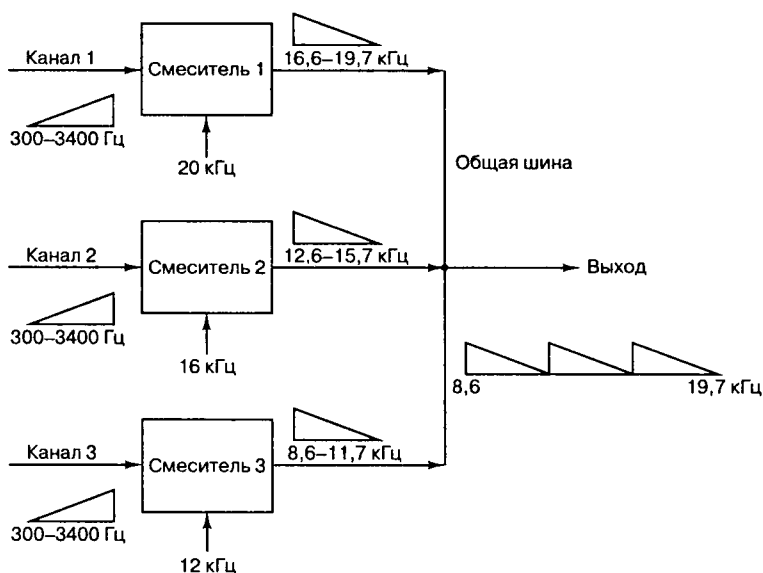 Канал 1
Смеситель 1
16,6–19,7 кГц
300–3400 Гц
20 кГц
Общая шина
Канал 2
Смеситель 2
12,6–15,7 кГц
Выход
300–3400 Гц
16 кГц
8,6
19,7 кГц
Канал 3
Смеситель 3
8,6–11,7 кГц
300–3400 Гц
12 кГц